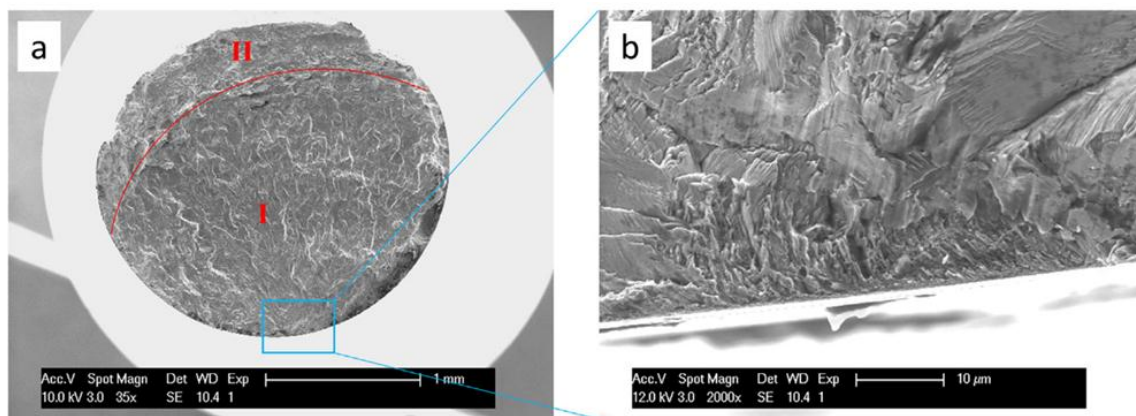 a
II
I
Acc.V Spot Magn Det WD Exp
10.0 kV 3.0 35x SE 10.4 1
1 mm
b
Acc.V Spot Magn Det WD Exp
12.0 kV 3.0 2000x SE 10.4 1
10 μm